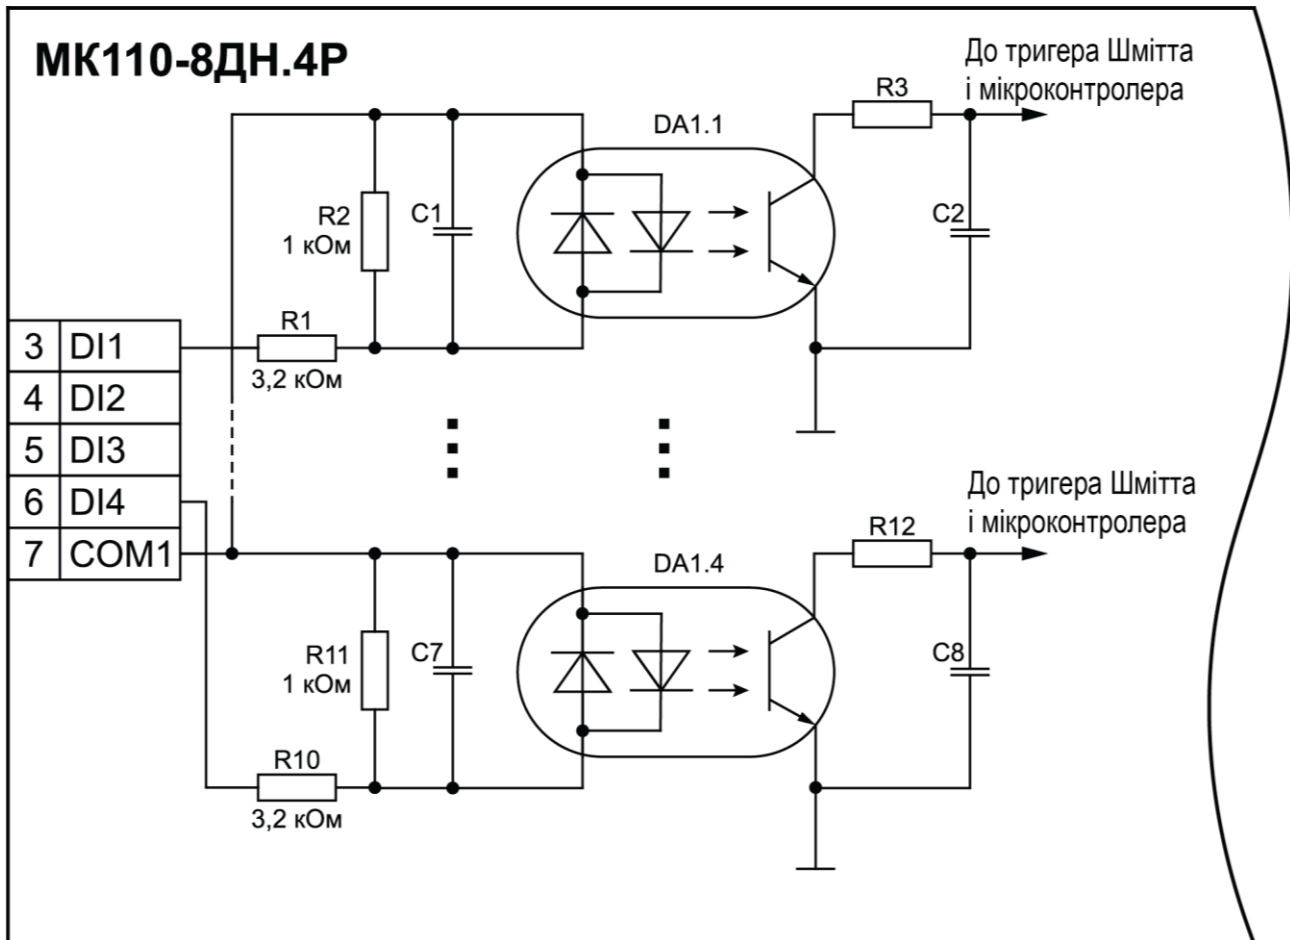 МК110-8ДН.4Р
До тригера Шмітта
і мікроконтролера
R3
DA1.1
R2
1 кОм
C1
C2
R1
3,2 кОм
3 DI1
4 DI2
5 DI3
6 DI4
7 COM1
До тригера Шмітта
і мікроконтролера
R12
DA1.4
R11
1 кОм
C7
C8
R10
3,2 кОм